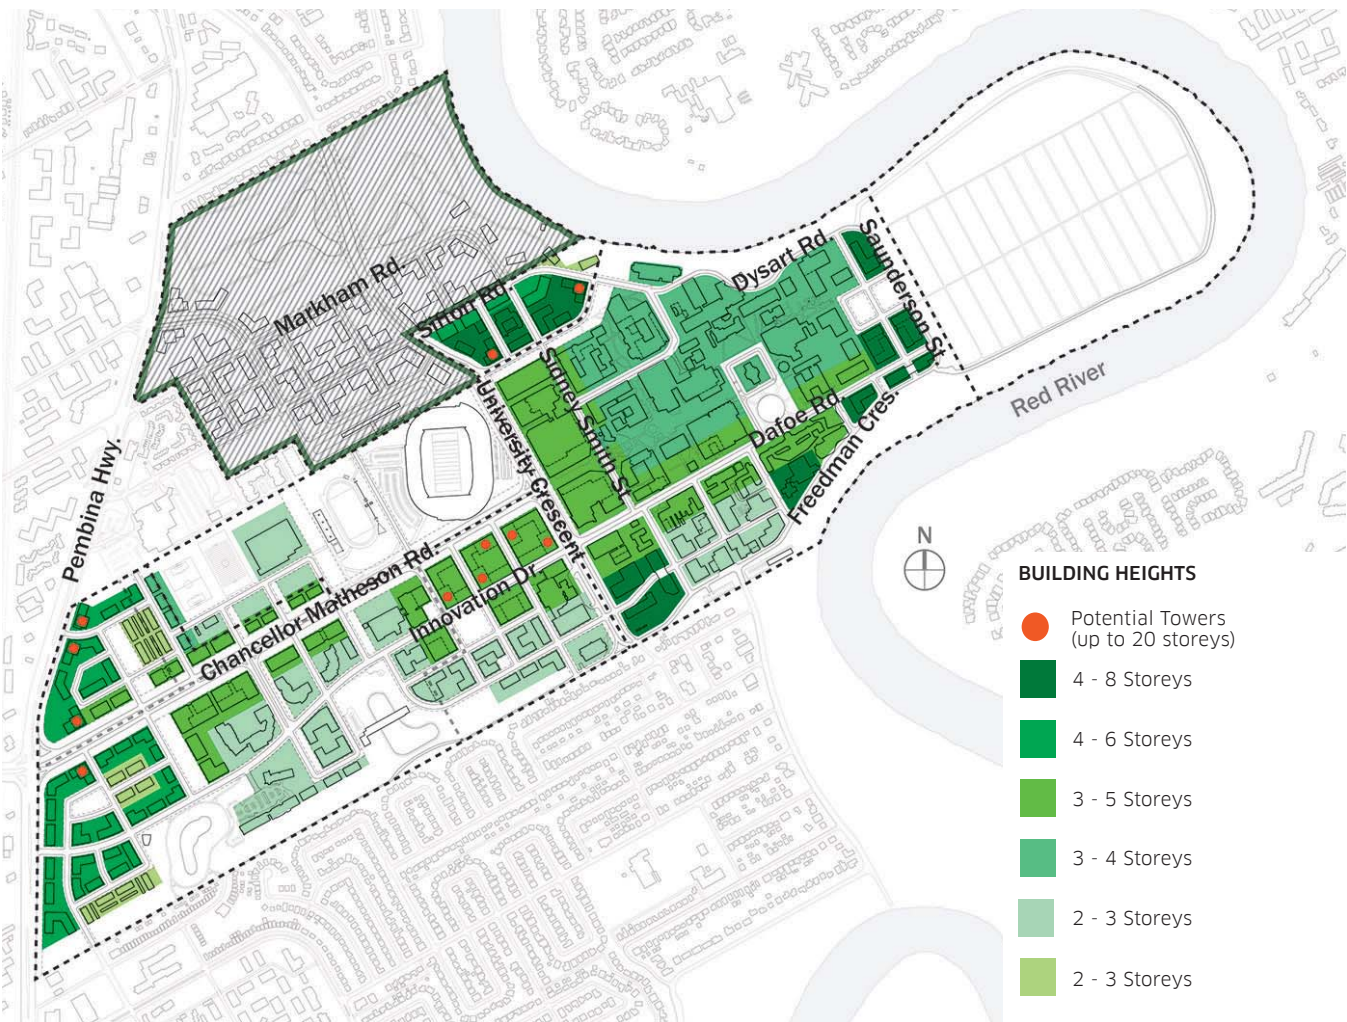 Markham Rd.
Sifton Rd.
Dysart Rd.
Saunderson St.
Sidney Smith St.
University Crescent
Dafoe Rd.
Freedman Cres.
Red River
Pembina Hwy.
Chancellor Matheson Rd.
Innovation Dr.
N
BUILDING HEIGHTS
Potential Towers
(up to 20 storeys)
4 - 8 Storeys
4 - 6 Storeys
3 - 5 Storeys
3 - 4 Storeys
2 - 3 Storeys
2 - 3 Storeys